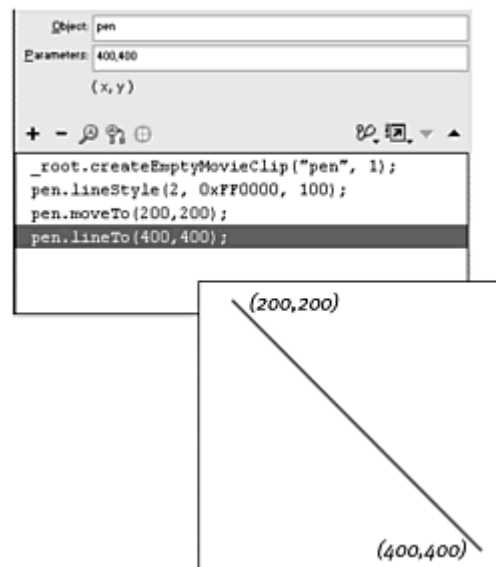 Object: pen
Parameters: 400,400
(x,y)
_root.createEmptyMovieClip("pen", 1);
pen.lineStyle(2, 0xFF0000, 100);
pen.moveTo(200,200);
pen.lineTo(400,400);
(200,200)
(400,400)